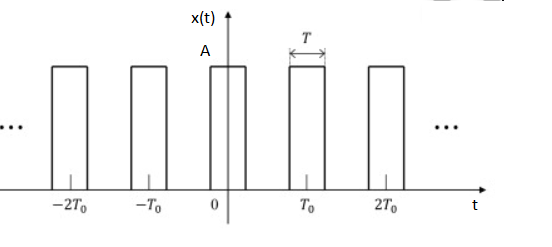 x(t)
T
A
... ...
−2T₀ −T₀ 0 T₀ 2T₀ t